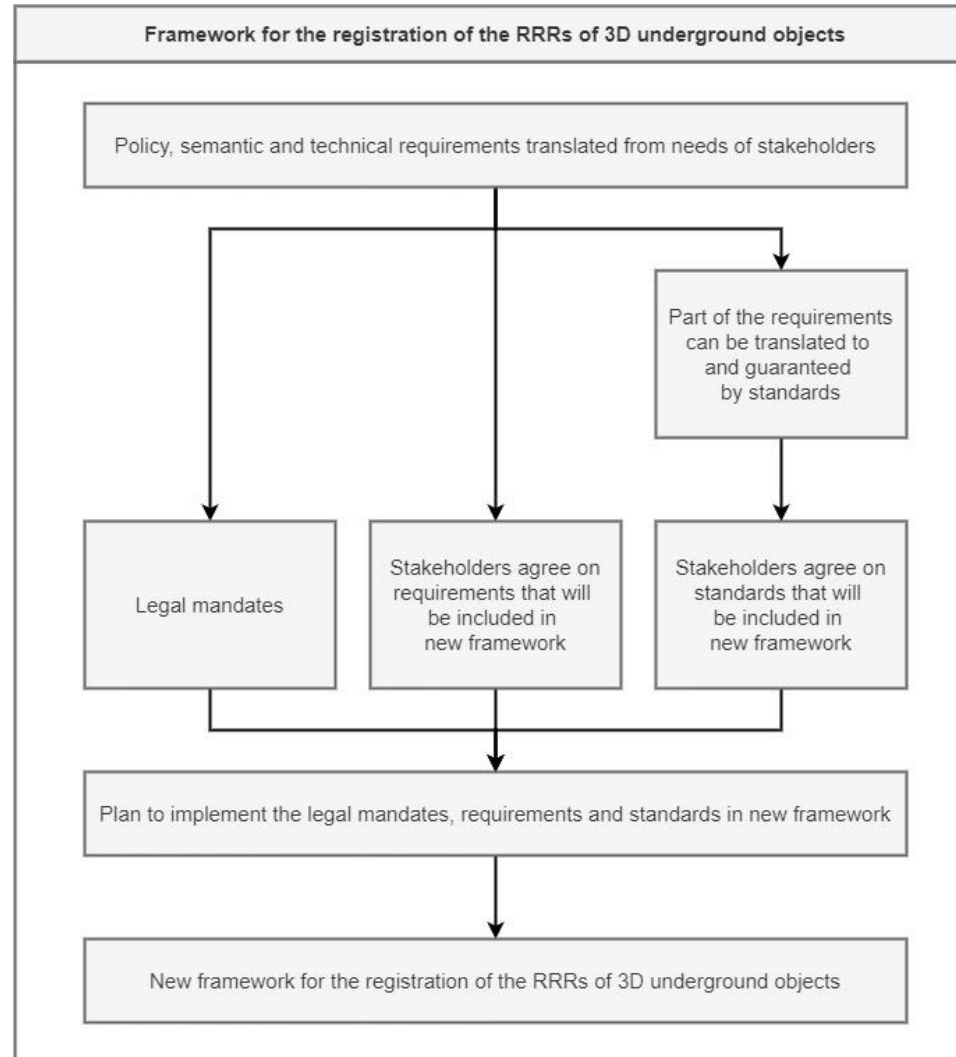 Framework for the registration of the RRRs of 3D underground objects
Policy, semantic and technical requirements translated from needs of stakeholders
Part of the requirements
can be translated to
and guaranteed
by standards
Legal mandates
Stakeholders agree on
requirements that will
be included in
new framework
Stakeholders agree on
standards that will
be included in
new framework
Plan to implement the legal mandates, requirements and standards in new framework
New framework for the registration of the RRRs of 3D underground objects